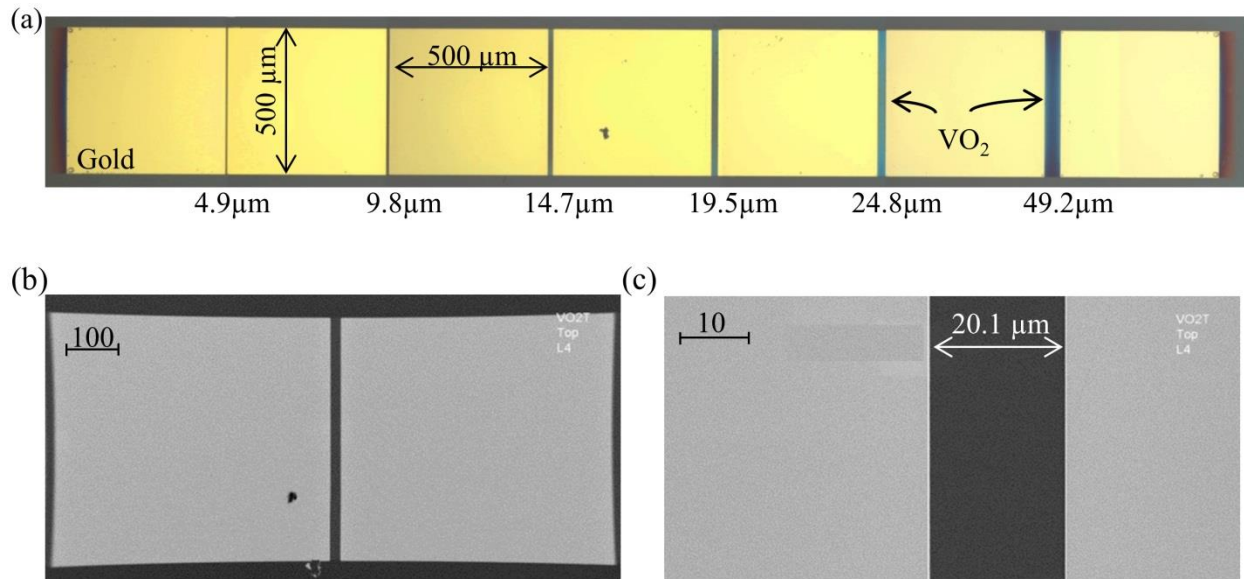 (a)
500 µm
500 µm
Gold
VO₂
4.9µm
9.8µm
14.7µm
19.5µm
24.8µm
49.2µm
(b)
100
VO2T
Top
L4
(c)
10
20.1 µm
VO2T
Top
L4